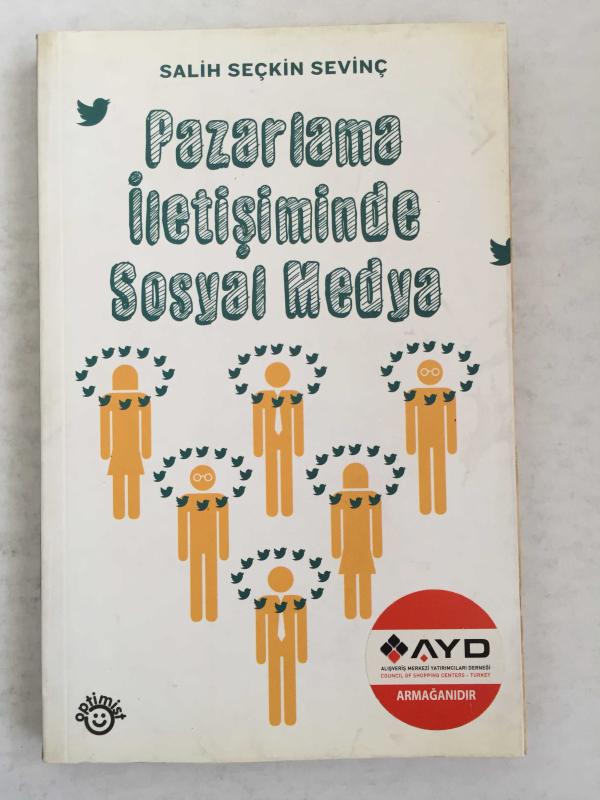 SALİH SEÇKİN SEVİNÇ
Pazarlama
İletişiminde
Sosyal Medya
AYD
ALIŞVERİŞ MERKEZİ YATIRIMCILARI DERNEĞİ
COUNCIL OF SHOPPING CENTERS - TURKEY
ARMAĞANIDIR
optimist